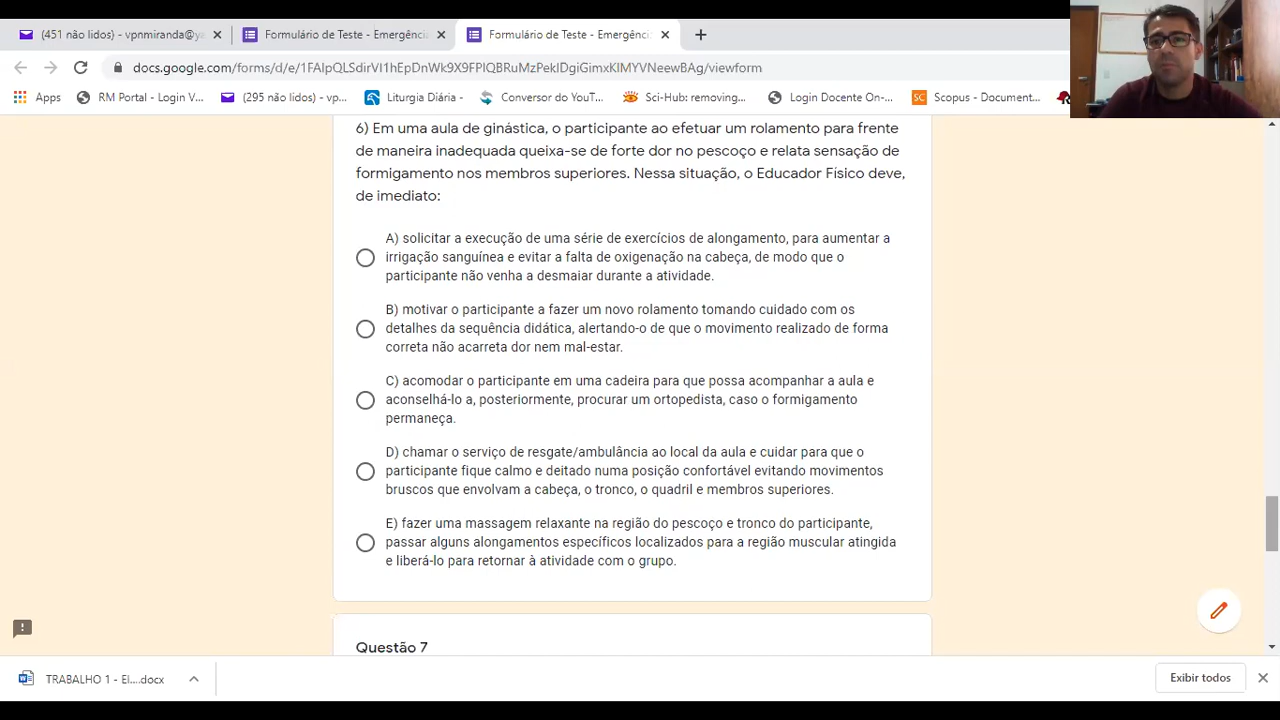 (451 não lidos) - vpnmiranda@y
Formulário de Teste - Emergênci
Formulário de Teste - Emergênci
docs.google.com/forms/d/e/1FAIpQLSdirVI1hEpDnWk9X9FPIQBRuMzPekIDgiGimxKIMYVNeewBAg/viewform
Apps
RM Portal - Login V...
(295 não lidos) - vp...
Liturgia Diária -
Conversor do YouT...
Sci-Hub: removing...
Login Docente On-...
SC
Scopus - Document...
6) Em uma aula de ginástica, o participante ao efetuar um rolamento para frente
de maneira inadequada queixa-se de forte dor no pescoço e relata sensação de
formigamento nos membros superiores. Nessa situação, o Educador Físico deve,
de imediato:
A) solicitar a execução de uma série de exercícios de alongamento, para aumentar a
irrigação sanguínea e evitar a falta de oxigenação na cabeça, de modo que o
participante não venha a desmaiar durante a atividade.
B) motivar o participante a fazer um novo rolamento tomando cuidado com os
detalhes da sequência didática, alertando-o de que o movimento realizado de forma
correta não acarreta dor nem mal-estar.
C) acomodar o participante em uma cadeira para que possa acompanhar a aula e
aconselhá-lo a, posteriormente, procurar um ortopedista, caso o formigamento
permaneça.
D) chamar o serviço de resgate/ambulância ao local da aula e cuidar para que o
participante fique calmo e deitado numa posição confortável evitando movimentos
bruscos que envolvam a cabeça, o tronco, o quadril e membros superiores.
E) fazer uma massagem relaxante na região do pescoço e tronco do participante,
passar alguns alongamentos específicos localizados para a região muscular atingida
e liberá-lo para retornar à atividade com o grupo.
Questão 7
TRABALHO 1 - El....docx
Exibir todos